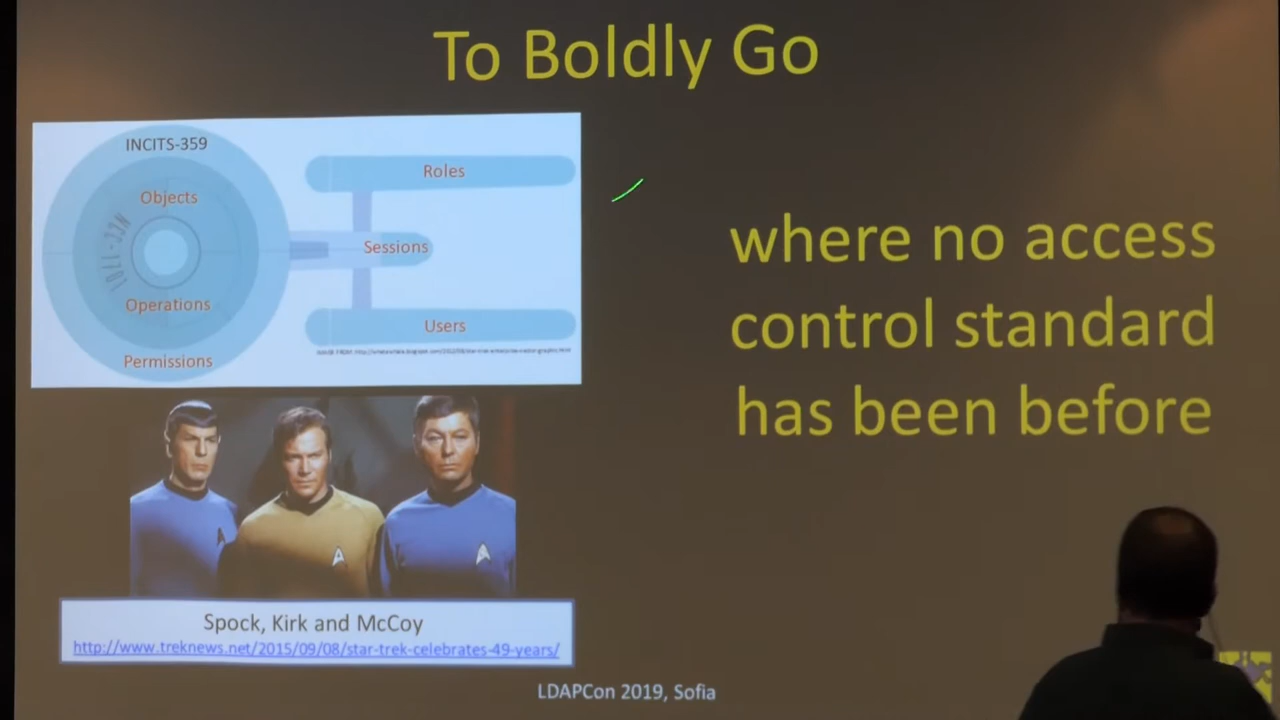 To Boldly Go
INCITS-359
Objects
Operations
Permissions
Roles
Sessions
Users
where no access
control standard
has been before
Spock, Kirk and McCoy
http://www.treknews.net/2015/09/08/star-trek-celebrates-49-years/
LDAPCon 2019, Sofia